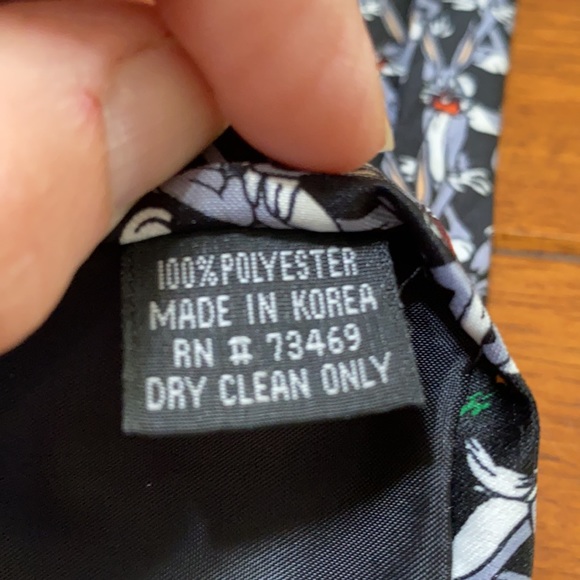 100% POLYESTER
MADE IN KOREA
RN # 73469
DRY CLEAN ONLY